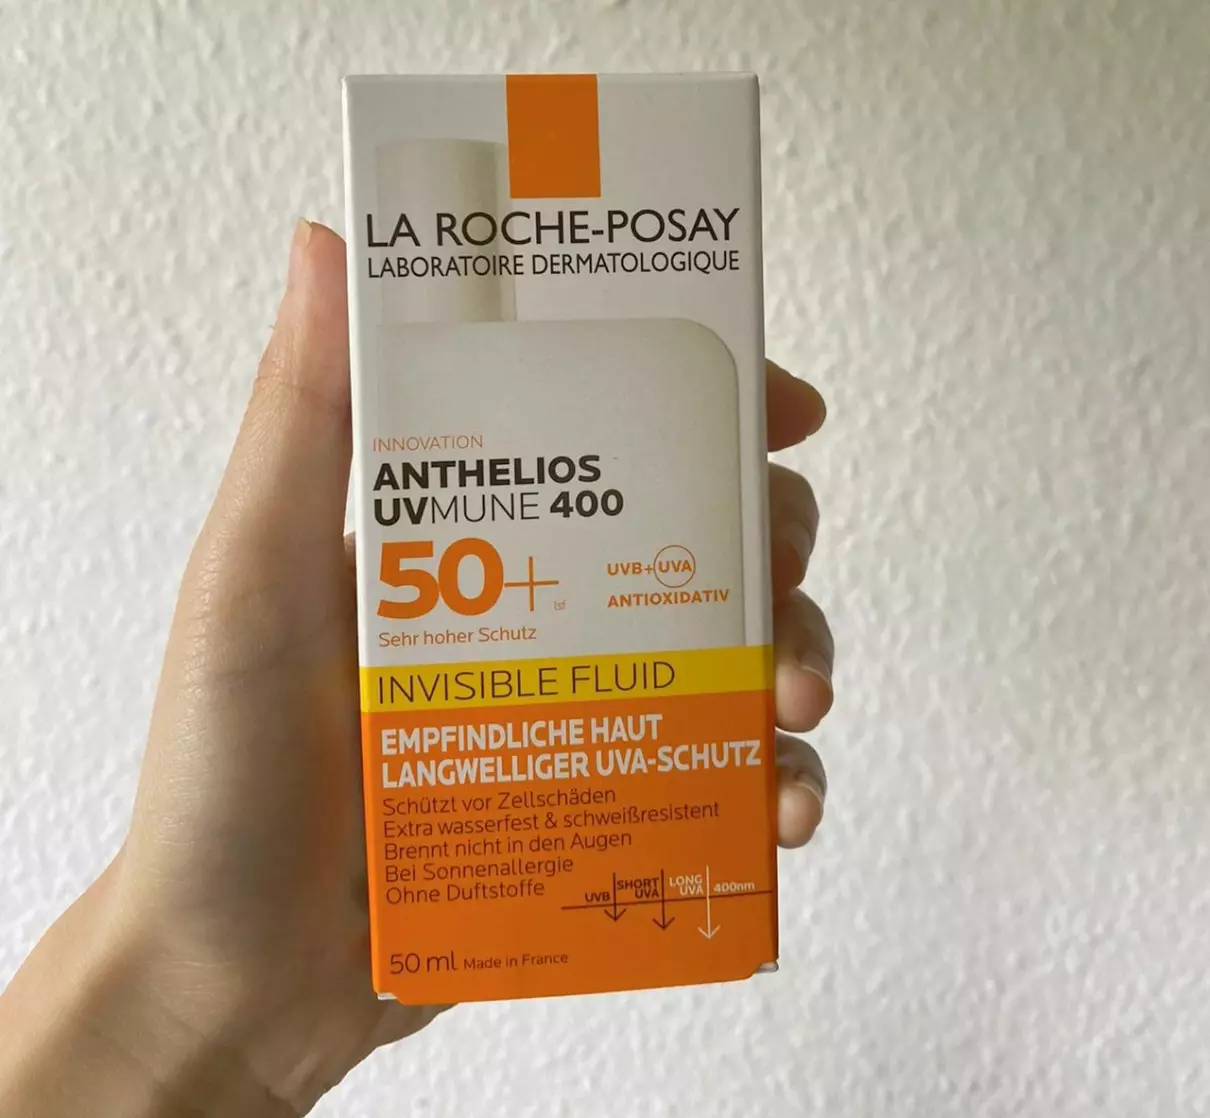 LA ROCHE-POSAY
LABORATOIRE DERMATOLOGIQUE
INNOVATION
ANTHELIOS
UVMUNE 400
50+
LSF
Sehr hoher Schutz
UVB+UVA
ANTIOXIDATIV
INVISIBLE FLUID
EMPFINDLICHE HAUT
LANGWELLIGER UVA-SCHUTZ
Schützt vor Zellschäden
Extra wasserfest & schweißresistent
Brennt nicht in den Augen
Bei Sonnenallergie
Ohne Duftstoffe
UVB
SHORT
UVA
LONG
UVA
400nm
50 ml Made in France